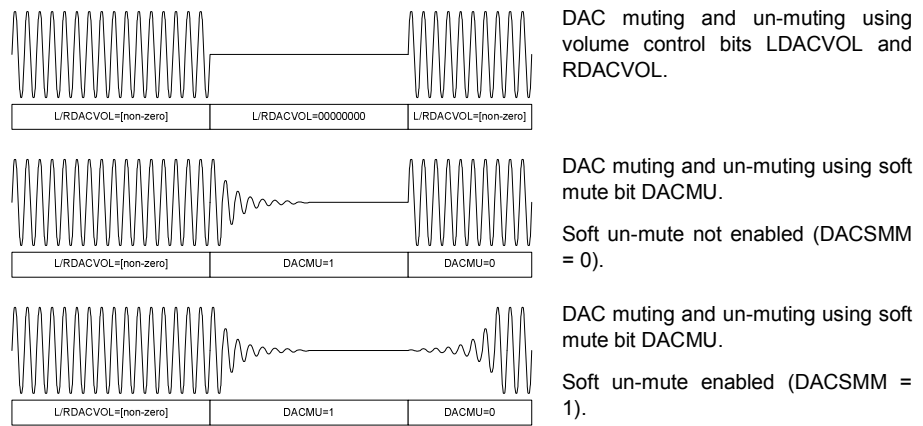 DAC muting and un-muting using
volume control bits LDACVOL and
RDACVOL.
L/RDACVOL=[non-zero] L/RDACVOL=00000000 L/RDACVOL=[non-zero]
DAC muting and un-muting using soft
mute bit DACMU.
Soft un-mute not enabled (DACSMM
= 0).
L/RDACVOL=[non-zero] DACMU=1 DACMU=0
DAC muting and un-muting using soft
mute bit DACMU.
Soft un-mute enabled (DACSMM =
1).
L/RDACVOL=[non-zero] DACMU=1 DACMU=0